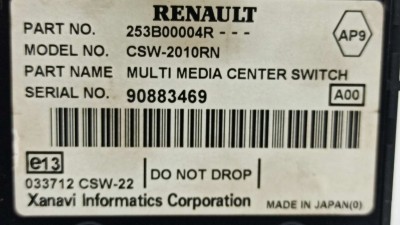 RENAULT
PART NO. 253B00004R - - - AP9
MODEL NO. CSW-2010RN
PART NAME MULTI MEDIA CENTER SWITCH
SERIAL NO. 90883469 A00
e13
033712 CSW-22 DO NOT DROP
Xanavi Informatics Corporation MADE IN JAPAN(0)